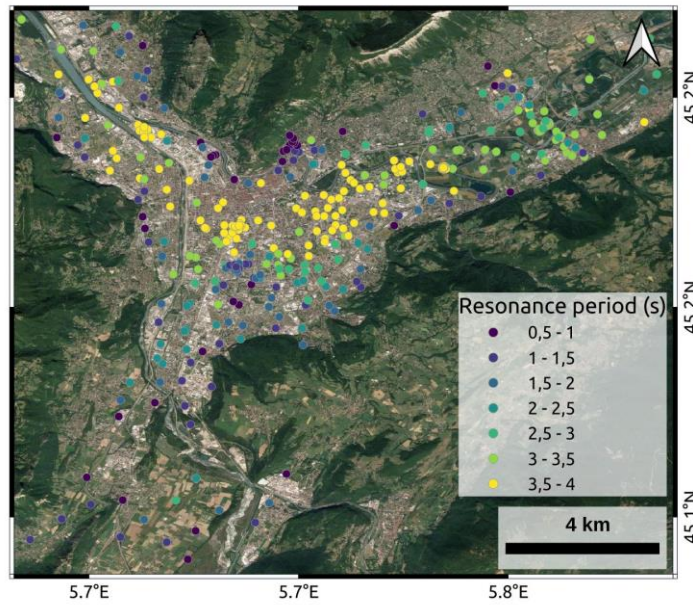 45.2°N
Resonance period (s)
0,5 - 1
1 - 1,5
1,5 - 2
2 - 2,5
2,5 - 3
3 - 3,5
3,5 - 4
45.2°N
4 km
45.1°N
5.7°E
5.7°E
5.8°E